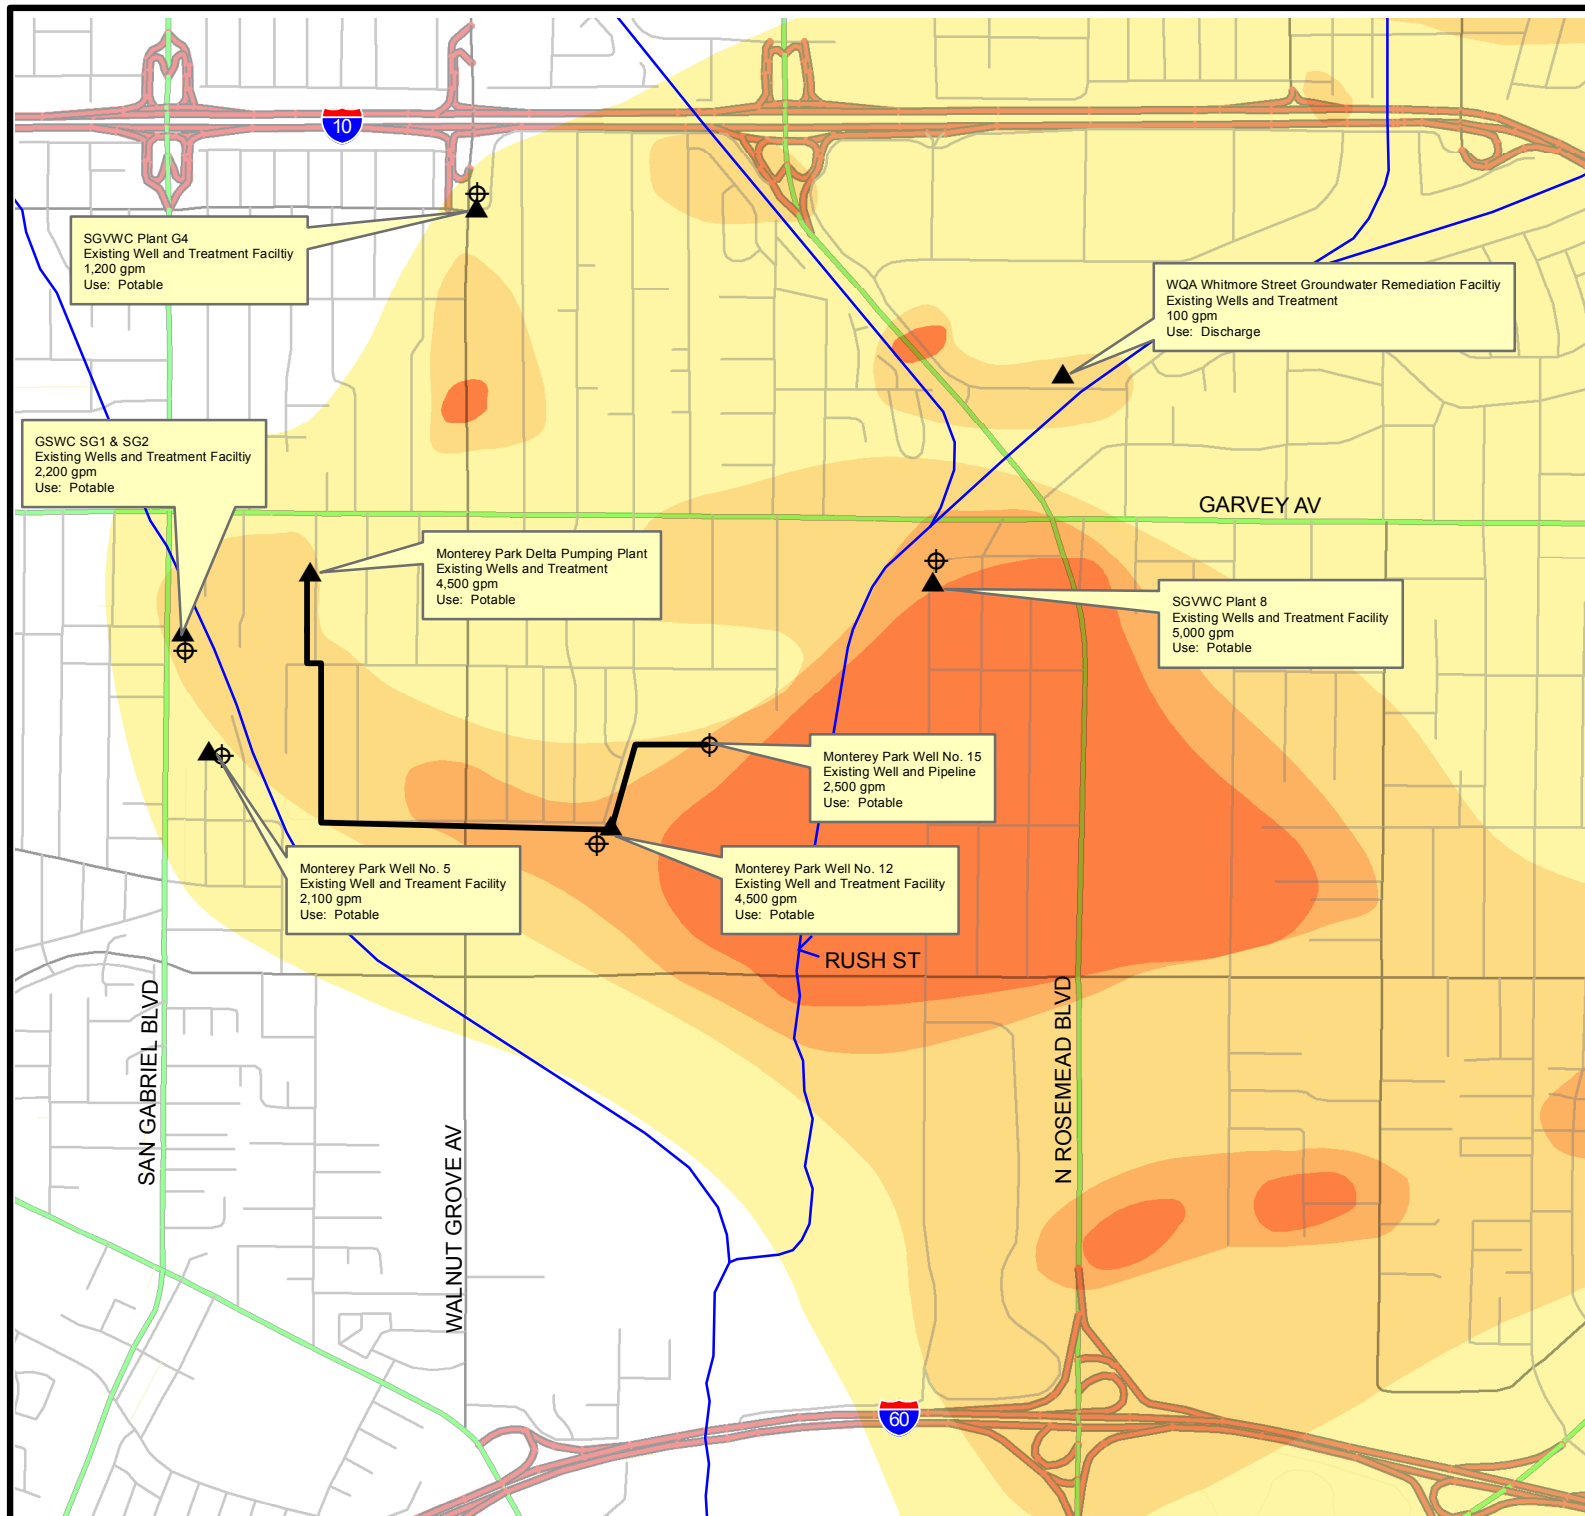 10
SGVWC Plant G4
Existing Well and Treatment Faciltiy
1,200 gpm
Use:  Potable
WQA Whitmore Street Groundwater Remediation Faciltiy
Existing Wells and Treatment
100 gpm
Use:  Discharge
GSWC SG1 & SG2
Existing Wells and Treatment Faciltiy
2,200 gpm
Use:  Potable
GARVEY AV
Monterey Park Delta Pumping Plant
Existing Wells and Treatment
4,500 gpm
Use:  Potable
SGVWC Plant 8
Existing Wells and Treatment Facility
5,000 gpm
Use:  Potable
Monterey Park Well No. 15
Existing Well and Pipeline
2,500 gpm
Use:  Potable
Monterey Park Well No. 5
Existing Well and Treament Facility
2,100 gpm
Use:  Potable
Monterey Park Well No. 12
Existing Well and Treatment Facility
4,500 gpm
Use:  Potable
RUSH ST
SAN GABRIEL BLVD
WALNUT GROVE AV
N ROSEMEAD BLVD
60